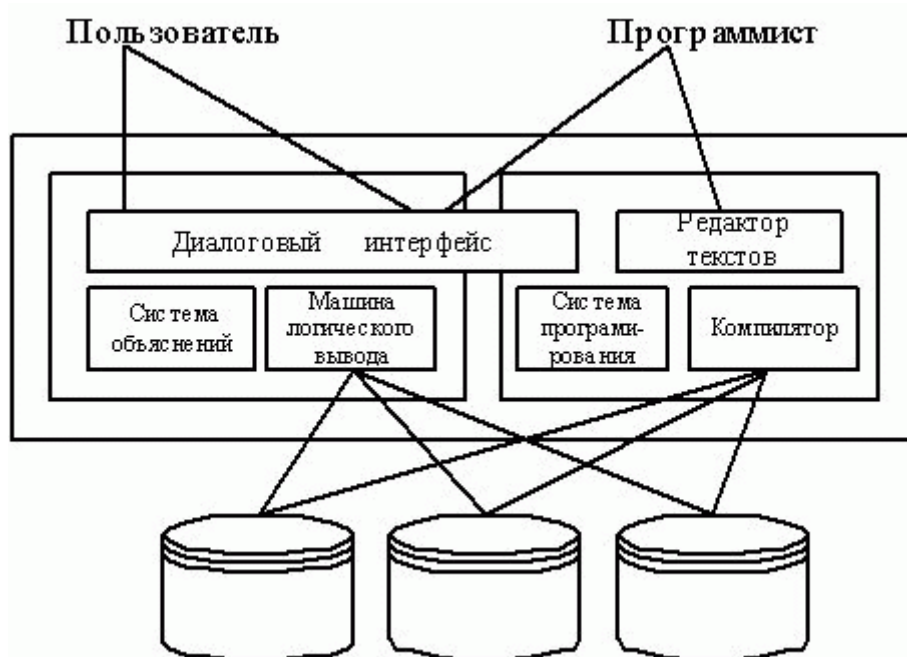 Пользователь Программист
Диалоговый интерфейс
Редактор
текстов
Система
объяснений
Машина
логического
вывода
Система
програми-
рования
Компилятор